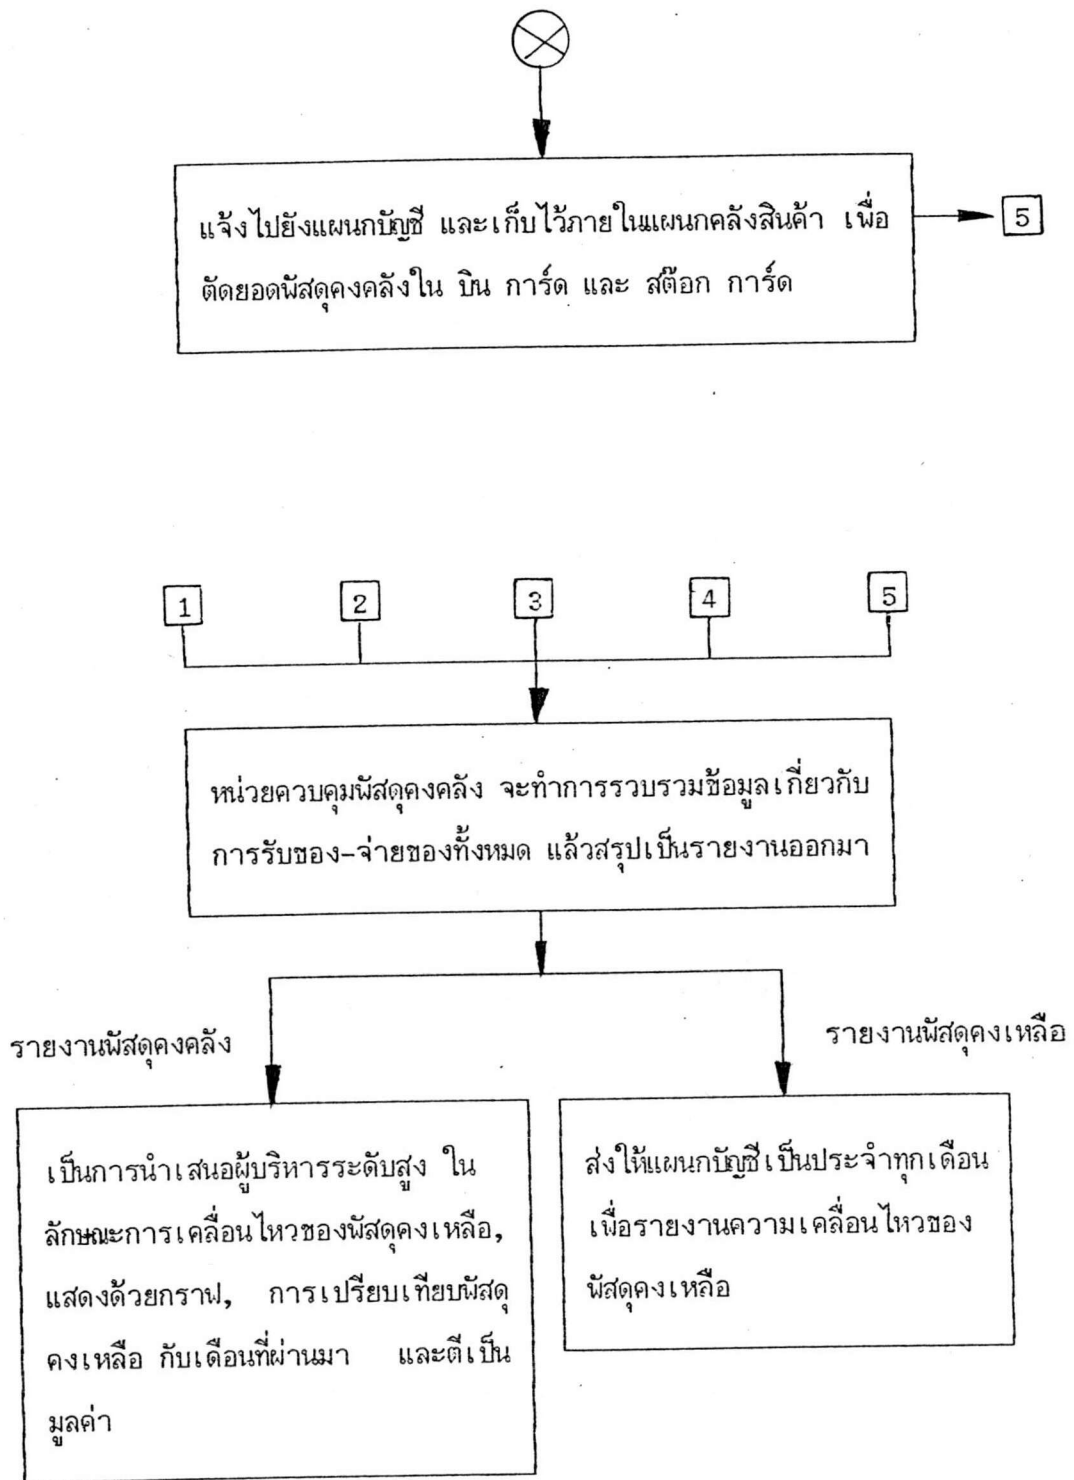 แจ้งไปยังแผนกบัญชี และเก็บไว้ภายในแผนกคลังสินค้า เพื่อ
ตัดยอดพัสดุคงคลังใน บิน การ์ด และ สต๊อก การ์ด
5
1 2 3 4 5
หน่วยควบคุมพัสดุคงคลัง จะทำการรวบรวมข้อมูลเกี่ยวกับ
การรับของ-จ่ายของทั้งหมด แล้วสรุปเป็นรายงานออกมา
รายงานพัสดุคงคลัง
เป็นการนำเสนอผู้บริหารระดับสูง ใน
ลักษณะการเคลื่อนไหวของพัสดุคงเหลือ,
แสดงด้วยกราฟ, การเปรียบเทียบพัสดุ
คงเหลือ กับเดือนที่ผ่านมา และตีเป็น
มูลค่า
รายงานพัสดุคงเหลือ
ส่งให้แผนกบัญชีเป็นประจำทุกเดือน
เพื่อรายงานความเคลื่อนไหวของ
พัสดุคงเหลือ